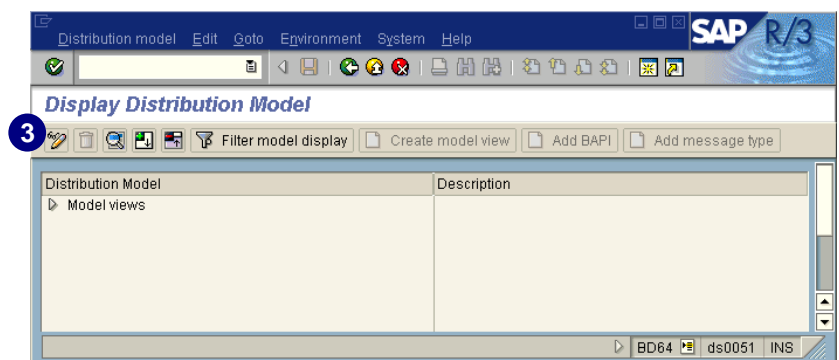 Distribution model Edit Goto Environment System Help
SAP R/3
Display Distribution Model
3
Filter model display Create model view Add BAPI Add message type
Distribution Model Description
Model views
BD64 ds0051 INS